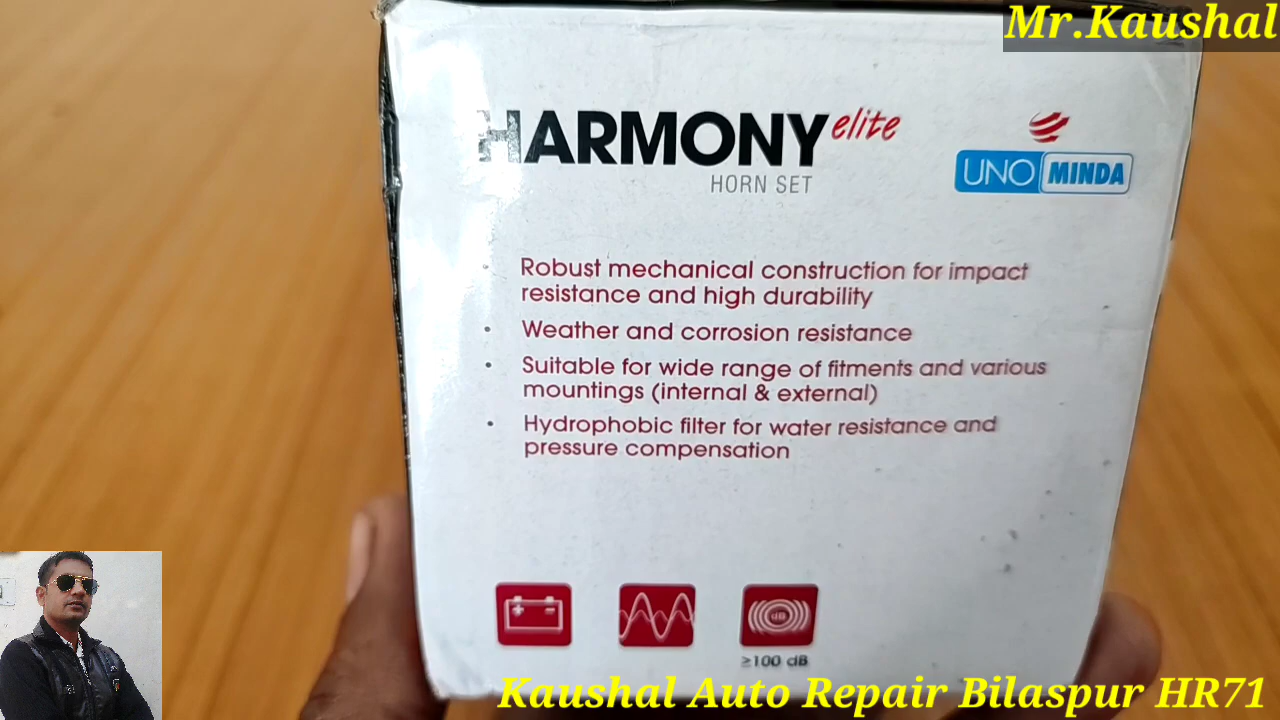 Mr.Kaushal
HARMONY elite
HORN SET
UNO MINDA
Robust mechanical construction for impact
resistance and high durability
• Weather and corrosion resistance
• Suitable for wide range of fitments and various
mountings (internal & external)
• Hydrophobic filter for water resistance and
pressure compensation
+ -
dB
≥100 dB
Kaushal Auto Repair Bilaspur HR71